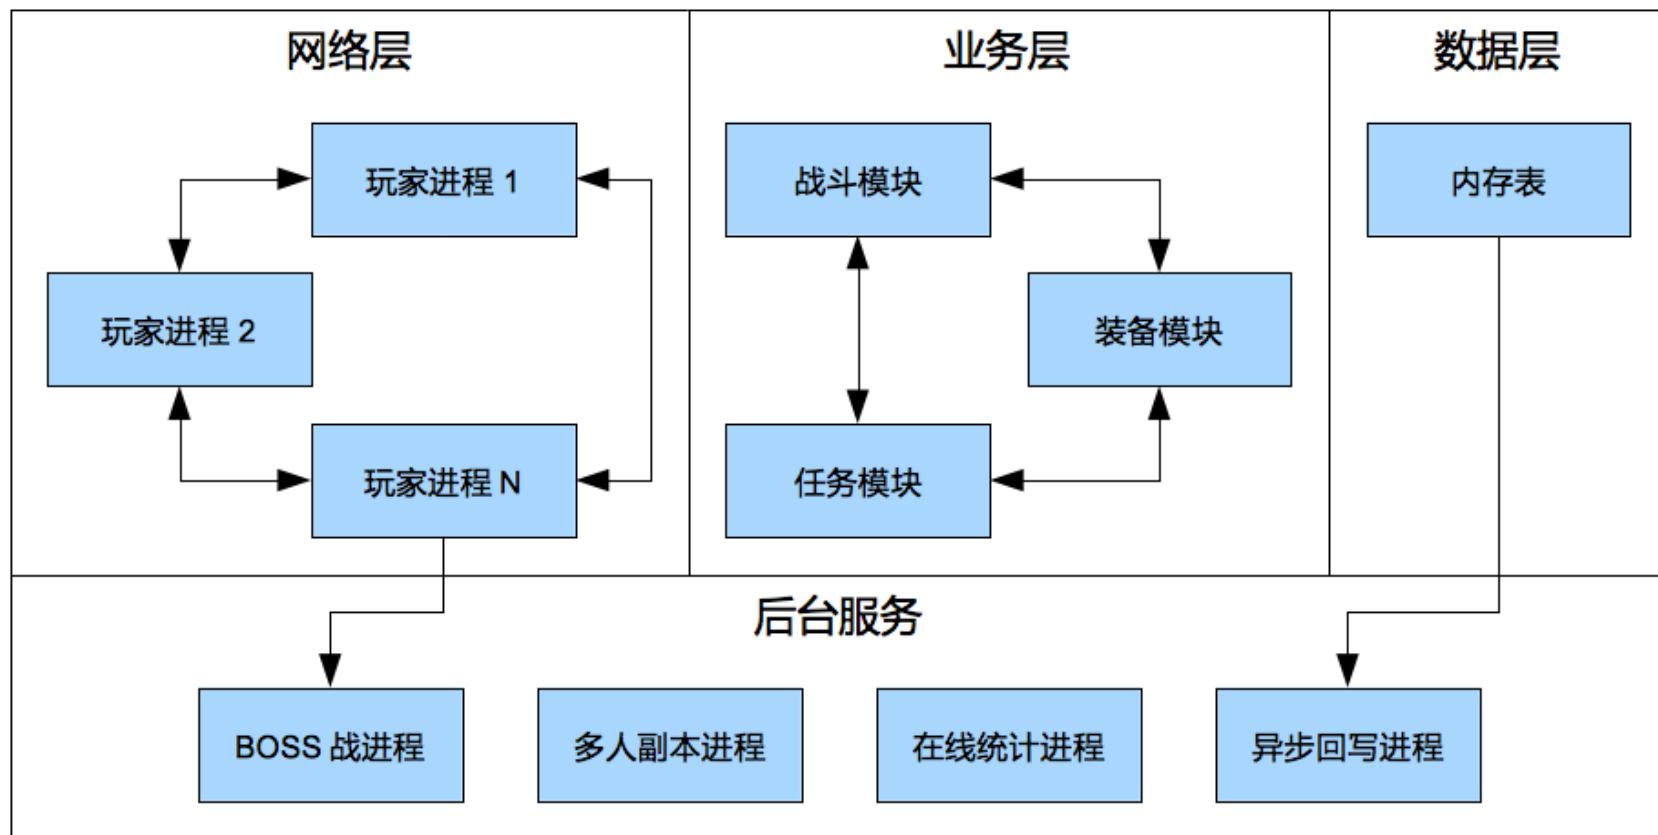 网络层
业务层
数据层
玩家进程 1
战斗模块
内存表
玩家进程 2
装备模块
玩家进程 N
任务模块
后台服务
BOSS 战进程
多人副本进程
在线统计进程
异步回写进程